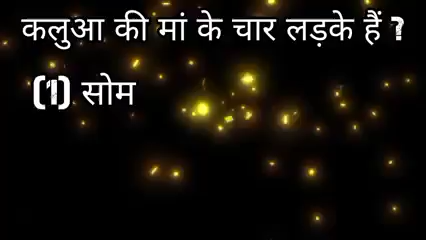 कलुआ की मां के चार लड़के हैं ?
(1) सोम